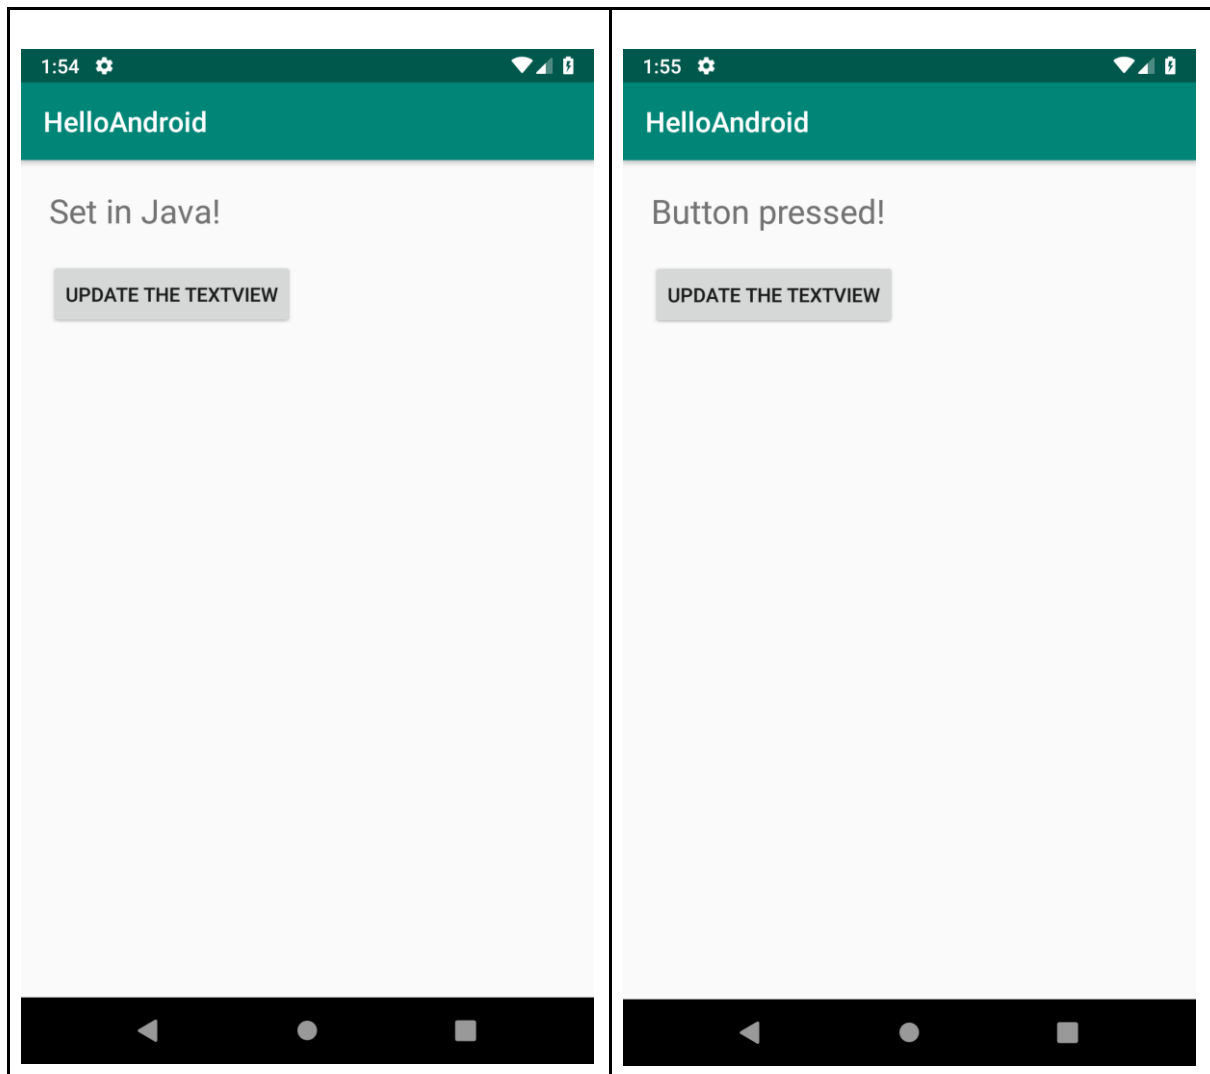 1:54
HelloAndroid
Set in Java!
UPDATE THE TEXTVIEW
1:55
HelloAndroid
Button pressed!
UPDATE THE TEXTVIEW